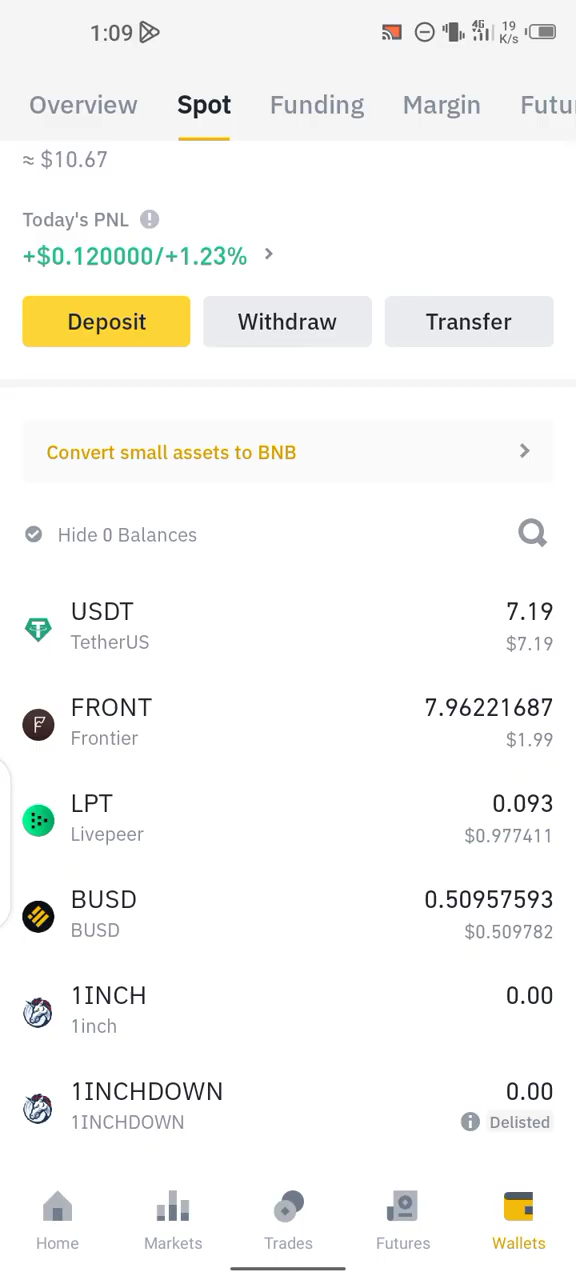 1:09
4G 19 K/s
Overview Spot Funding Margin Futu
≈ $10.67
Today's PNL
+$0.120000/+1.23%
Deposit Withdraw Transfer
Convert small assets to BNB
Hide 0 Balances
USDT 7.19
TetherUS $7.19
FRONT 7.96221687
Frontier $1.99
LPT 0.093
Livepeer $0.977411
BUSD 0.50957593
BUSD $0.509782
1INCH 0.00
1inch
1INCHDOWN 0.00
1INCHDOWN Delisted
Home Markets Trades Futures Wallets